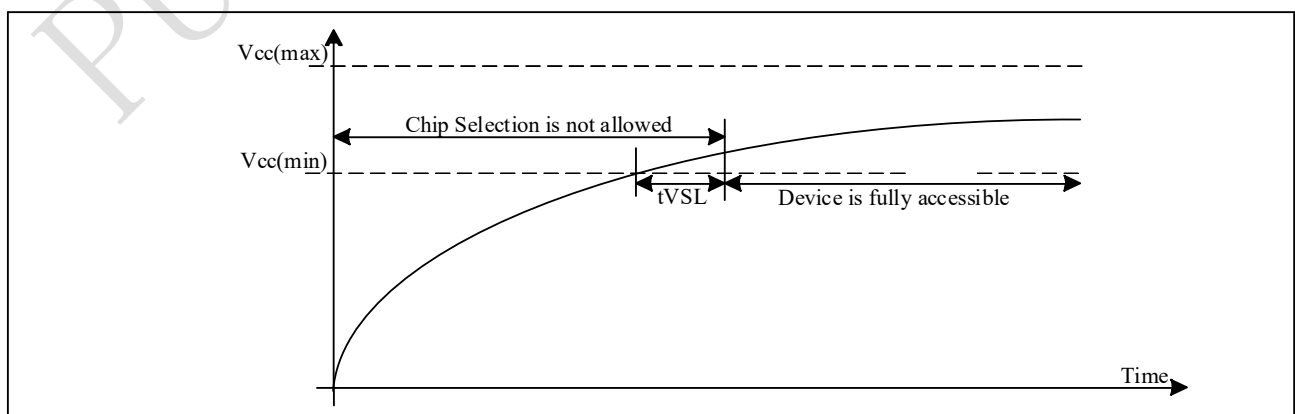 Vcc(max)
Chip Selection is not allowed
Vcc(min)
tVSL
Device is fully accessible
Time